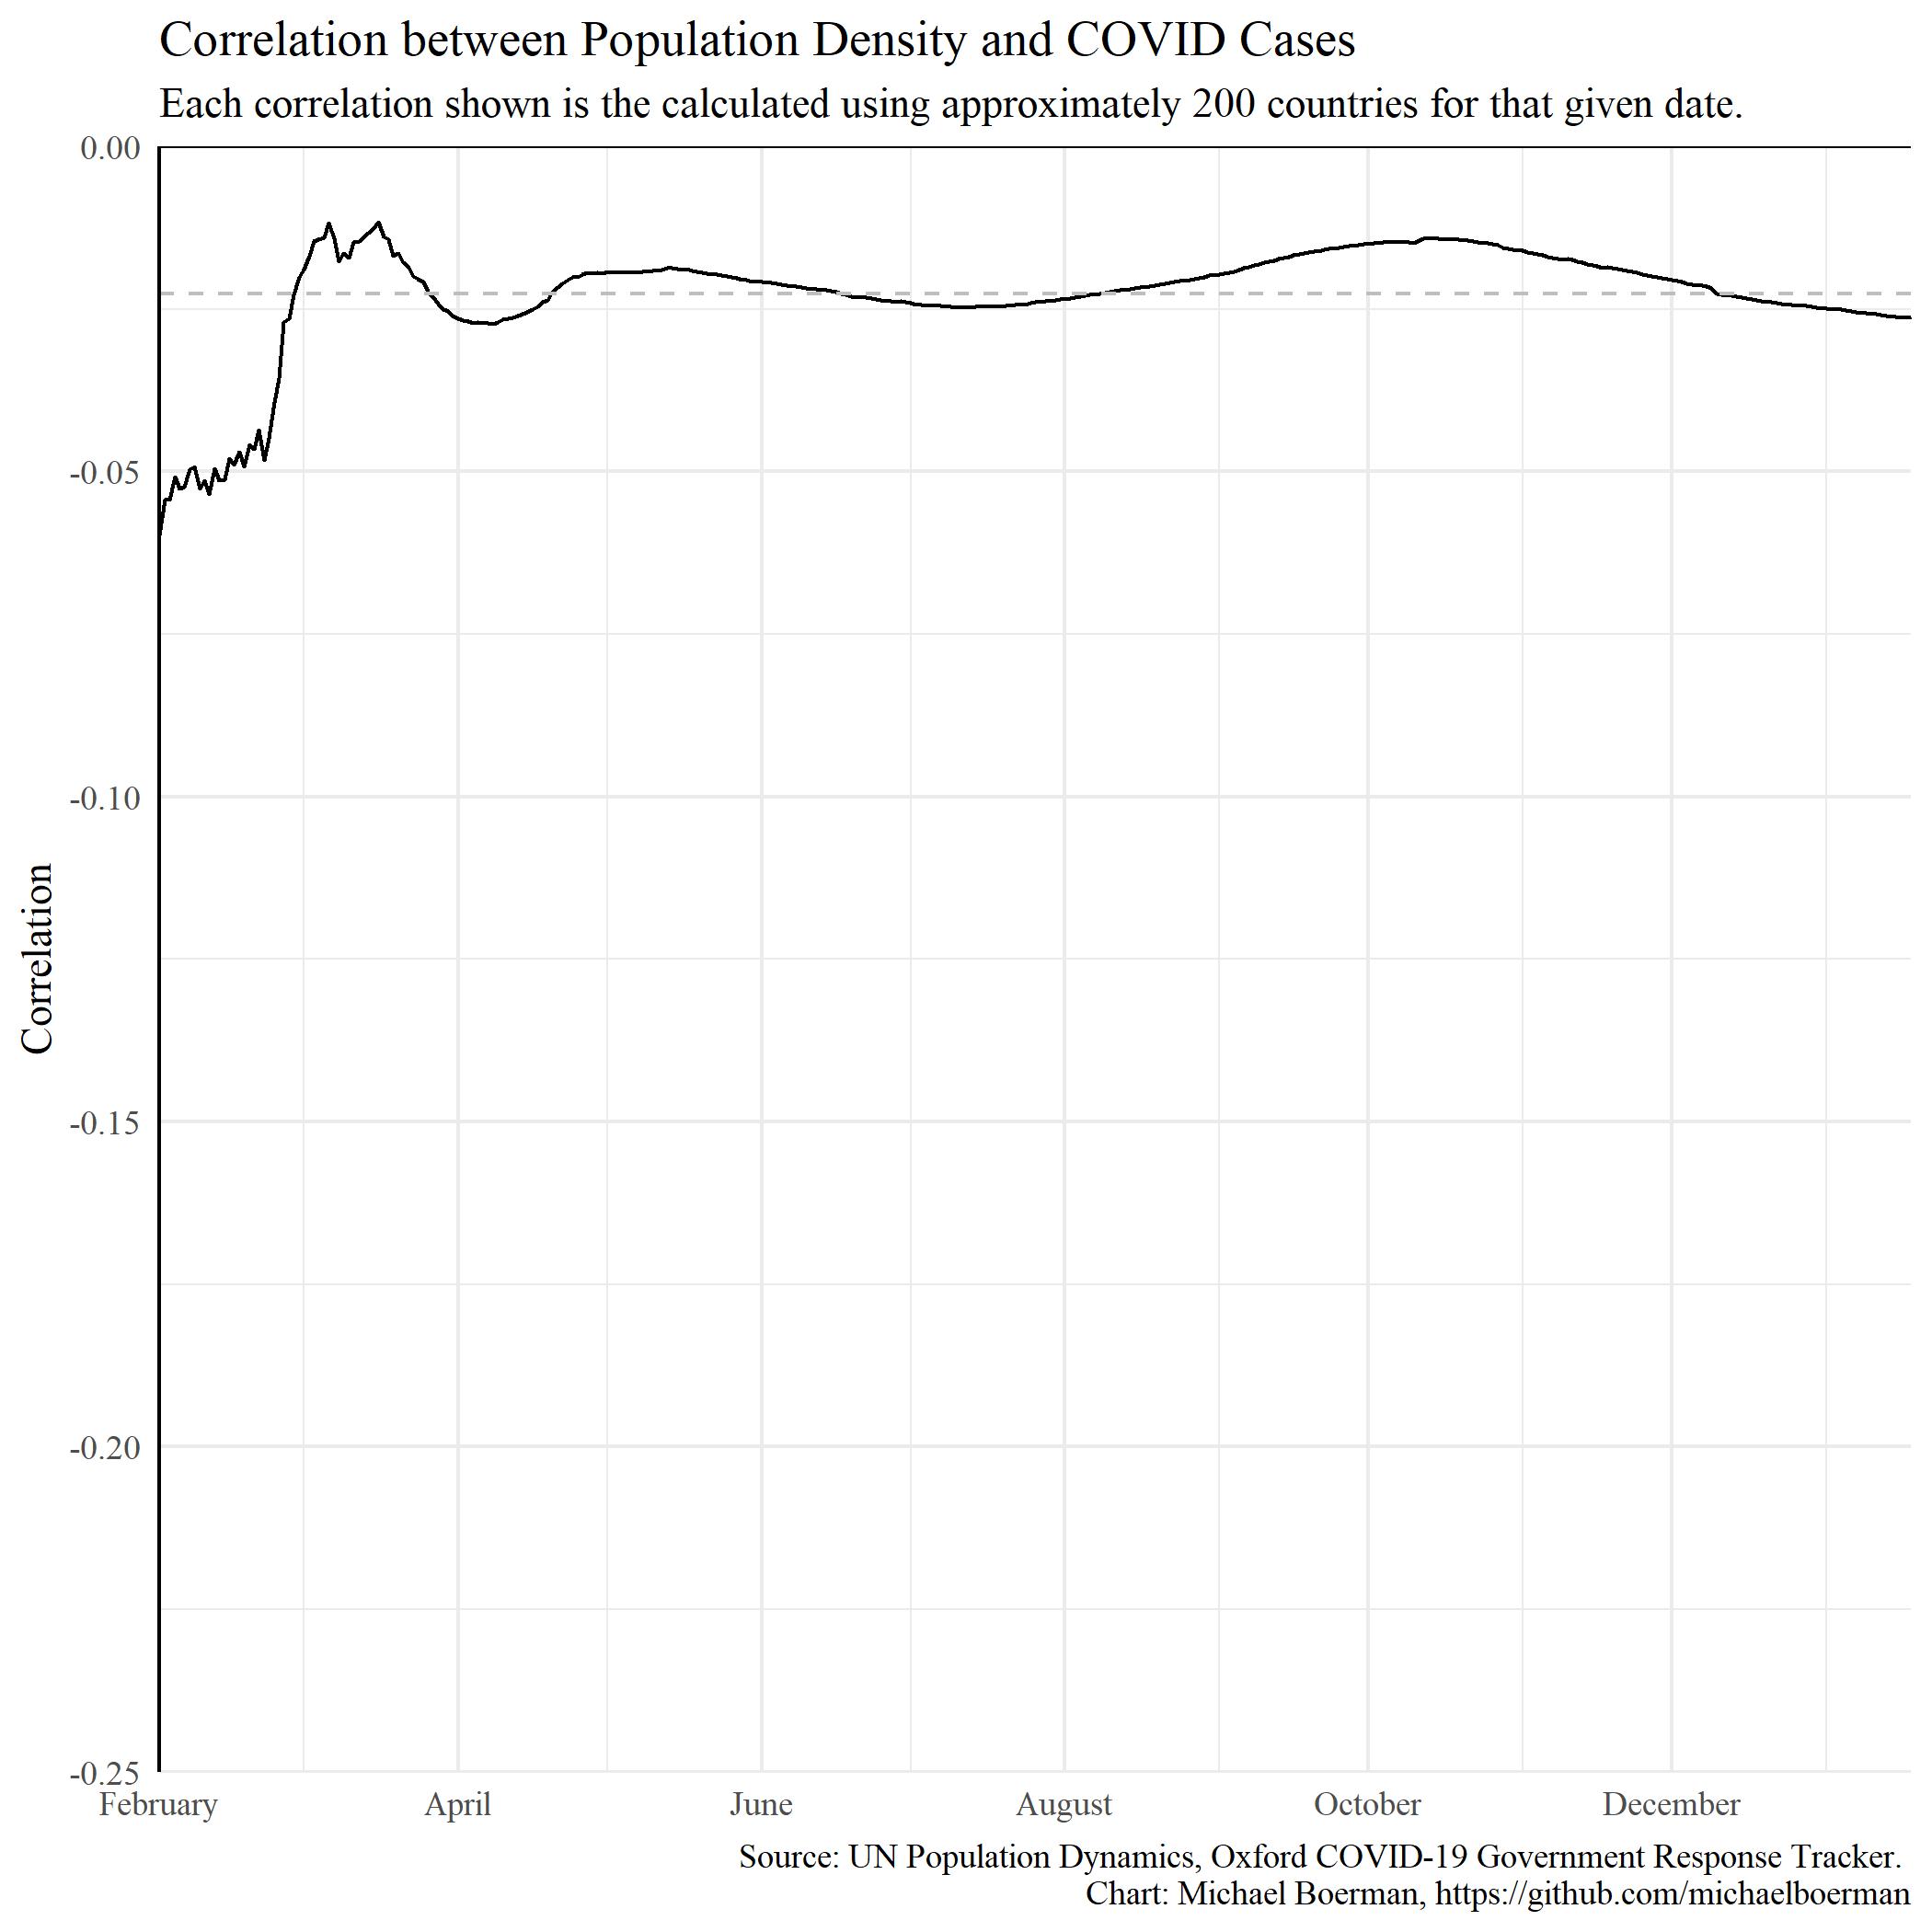 Correlation between Population Density and COVID Cases
Each correlation shown is the calculated using approximately 200 countries for that given date.
0.00
-0.05
-0.10
Correlation
-0.15
-0.20
-0.25
February April June August October December
Source: UN Population Dynamics, Oxford COVID-19 Government Response Tracker.
Chart: Michael Boerman, https://github.com/michaelboerman